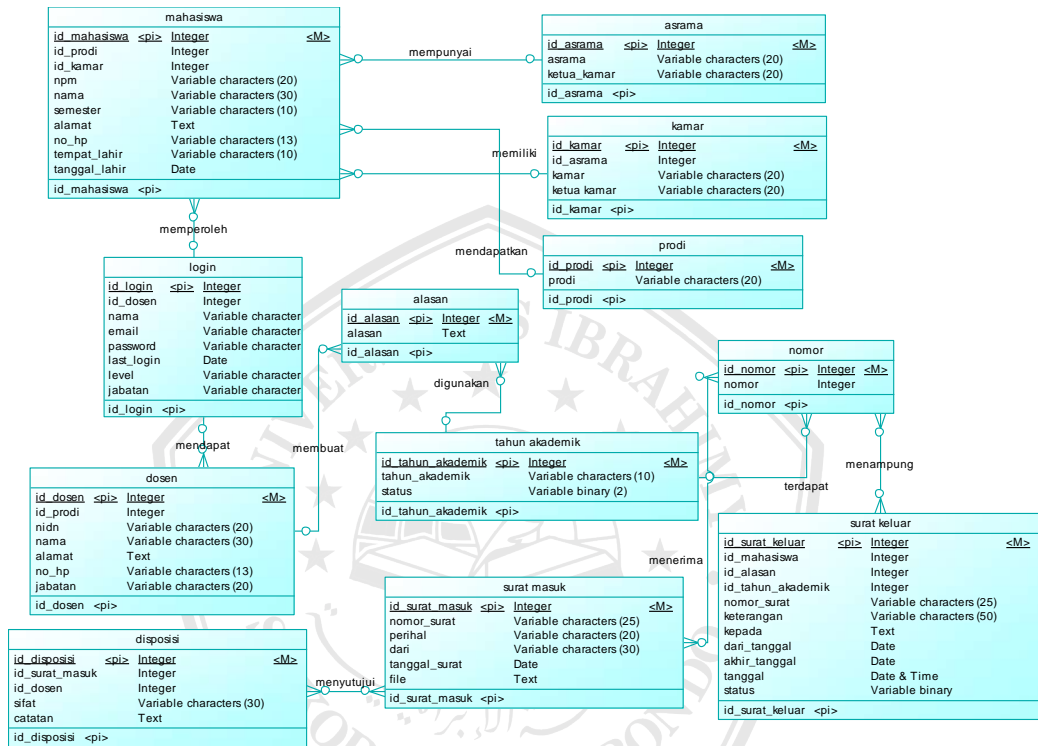 mahasiswa
id_mahasiswa <pi> Integer <M>
id_prodi Integer
id_kamar Integer
npm Variable characters (20)
nama Variable characters (30)
semester Variable characters (10)
alamat Text
no_hp Variable characters (13)
tempat_lahir Variable characters (10)
tanggal_lahir Date
id_mahasiswa <pi>
mempunyai
asrama
id_asrama <pi> Integer <M>
asrama Variable characters (20)
ketua_kamar Variable characters (20)
id_asrama <pi>
memiliki
kamar
id_kamar <pi> Integer <M>
id_asrama Integer
kamar Variable characters (20)
ketua kamar Variable characters (20)
id_kamar <pi>
memperoleh
mendapatkan
prodi
id_prodi <pi> Integer <M>
prodi Variable characters (20)
id_prodi <pi>
login
id_login <pi> Integer
id_dosen Integer
nama Variable character
email Variable character
password Variable character
last_login Date
level Variable character
jabatan Variable character
id_login <pi>
alasan
id_alasan <pi> Integer <M>
alasan Text
id_alasan <pi>
digunakan
nomor
id_nomor <pi> Integer <M>
nomor Integer
id_nomor <pi>
mendapat
membuat
tahun akademik
id_tahun_akademik <pi> Integer <M>
tahun_akademik Variable characters (10)
status Variable binary (2)
id_tahun_akademik <pi>
terdapat
menampung
dosen
id_dosen <pi> Integer <M>
id_prodi Integer
nidn Variable characters (20)
nama Variable characters (30)
alamat Text
no_hp Variable characters (13)
jabatan Variable characters (20)
id_dosen <pi>
menerima
surat keluar
id_surat_keluar <pi> Integer <M>
id_mahasiswa Integer
id_alasan Integer
id_tahun_akademik Integer
nomor_surat Variable characters (25)
keterangan Variable characters (50)
kepada Text
dari_tanggal Date
akhir_tanggal Date
tanggal Date & Time
status Variable binary
id_surat_keluar <pi>
surat masuk
id_surat_masuk <pi> Integer <M>
nomor_surat Variable characters (25)
perihal Variable characters (20)
dari Variable characters (30)
tanggal_surat Date
file Text
id_surat_masuk <pi>
disposisi
id_disposisi <pi> Integer <M>
id_surat_masuk Integer
id_dosen Integer
sifat Variable characters (30)
catatan Text
id_disposisi <pi>
menyutujui